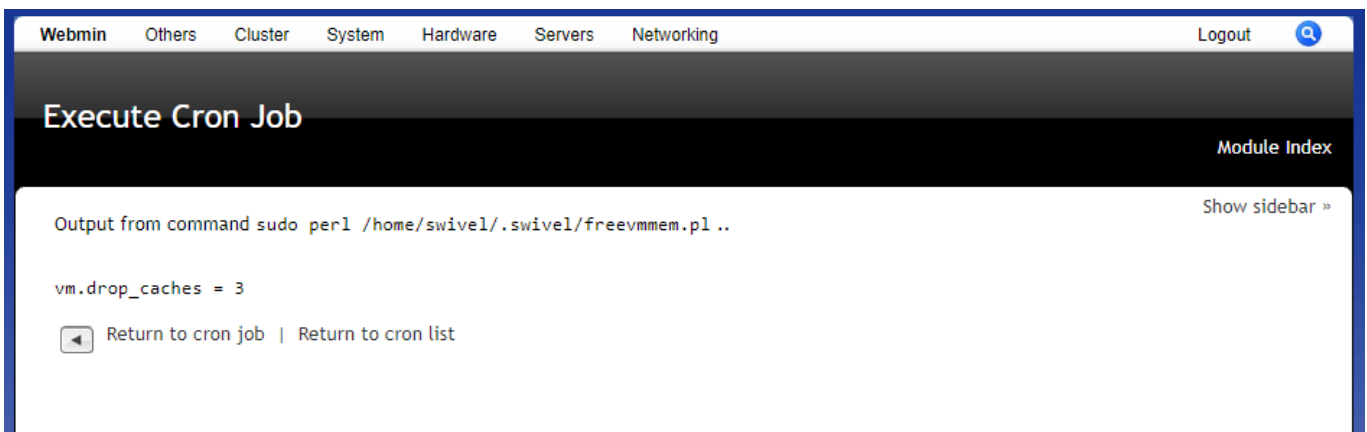 Webmin Others Cluster System Hardware Servers Networking Logout
Execute Cron Job
Module Index
Show sidebar »
Output from command sudo perl /home/swivel/.swivel/freevmmem.pl ..
vm.drop_caches = 3
Return to cron job | Return to cron list